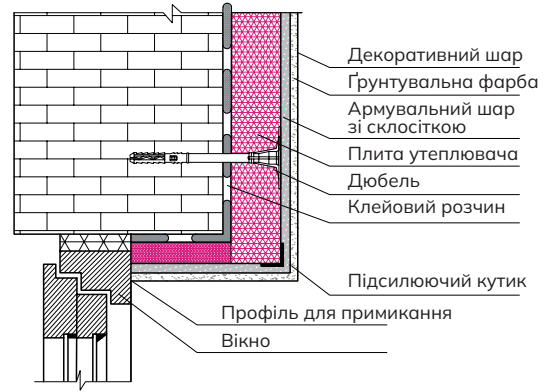 Декоративний шар
Ґрунтувальна фарба
Армувальний шар
зі склосіткою
Плита утеплювача
Дюбель
Клейовий розчин
Підсилюючий кутик
Профіль для примикання
Вікно